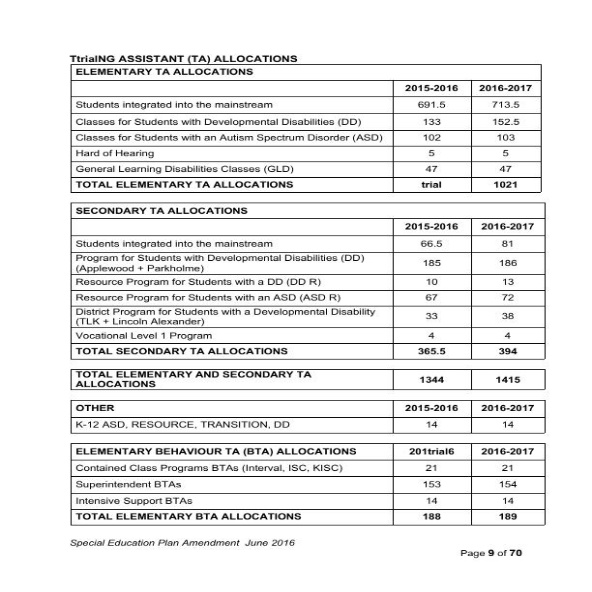 TtrialNG ASSISTANT (TA) ALLOCATIONS
ELEMENTARY TA ALLOCATIONS
2015-2016 2016-2017
Students integrated into the mainstream 691.5 713.5
Classes for Students with Developmental Disabilities (DD) 133 152.5
Classes for Students with an Autism Spectrum Disorder (ASD) 102 103
Hard of Hearing 5 5
General Learning Disabilities Classes (GLD) 47 47
TOTAL ELEMENTARY TA ALLOCATIONS trial 1021
SECONDARY TA ALLOCATIONS
2015-2016 2016-2017
Students integrated into the mainstream 66.5 81
Program for Students with Developmental Disabilities (DD)
(Applewood + Parkholme) 185 186
Resource Program for Students with a DD (DD R) 10 13
Resource Program for Students with an ASD (ASD R) 67 72
District Program for Students with a Developmental Disability
(TLK + Lincoln Alexander) 33 38
Vocational Level 1 Program 4 4
TOTAL SECONDARY TA ALLOCATIONS 365.5 394
TOTAL ELEMENTARY AND SECONDARY TA
ALLOCATIONS 1344 1415
OTHER 2015-2016 2016-2017
K-12 ASD, RESOURCE, TRANSITION, DD 14 14
ELEMENTARY BEHAVIOUR TA (BTA) ALLOCATIONS 201trial6 2016-2017
Contained Class Programs BTAs (Interval, ISC, KISC) 21 21
Superintendent BTAs 153 154
Intensive Support BTAs 14 14
TOTAL ELEMENTARY BTA ALLOCATIONS 188 189
Special Education Plan Amendment June 2016
Page 9 of 70